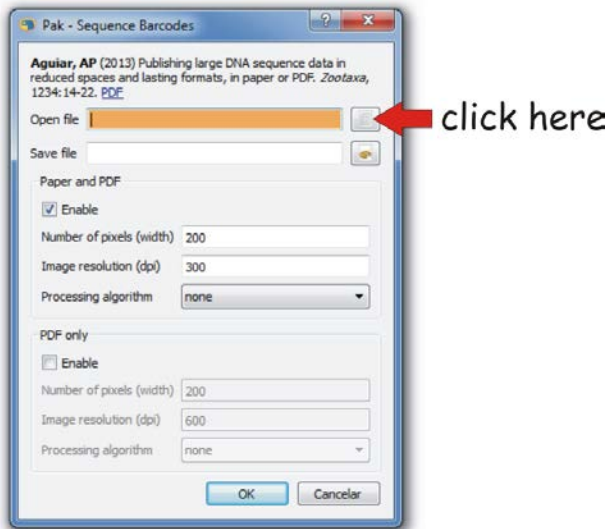 Pak - Sequence Barcodes
Aguiar, AP (2013) Publishing large DNA sequence data in
reduced spaces and lasting formats, in paper or PDF. Zootaxa,
1234:14-22. PDF
Open file
click here
Save file
Paper and PDF
Enable
Number of pixels (width) 200
Image resolution (dpi) 300
Processing algorithm none
PDF only
Enable
Number of pixels (width) 200
Image resolution (dpi) 600
Processing algorithm none
OK Cancelar